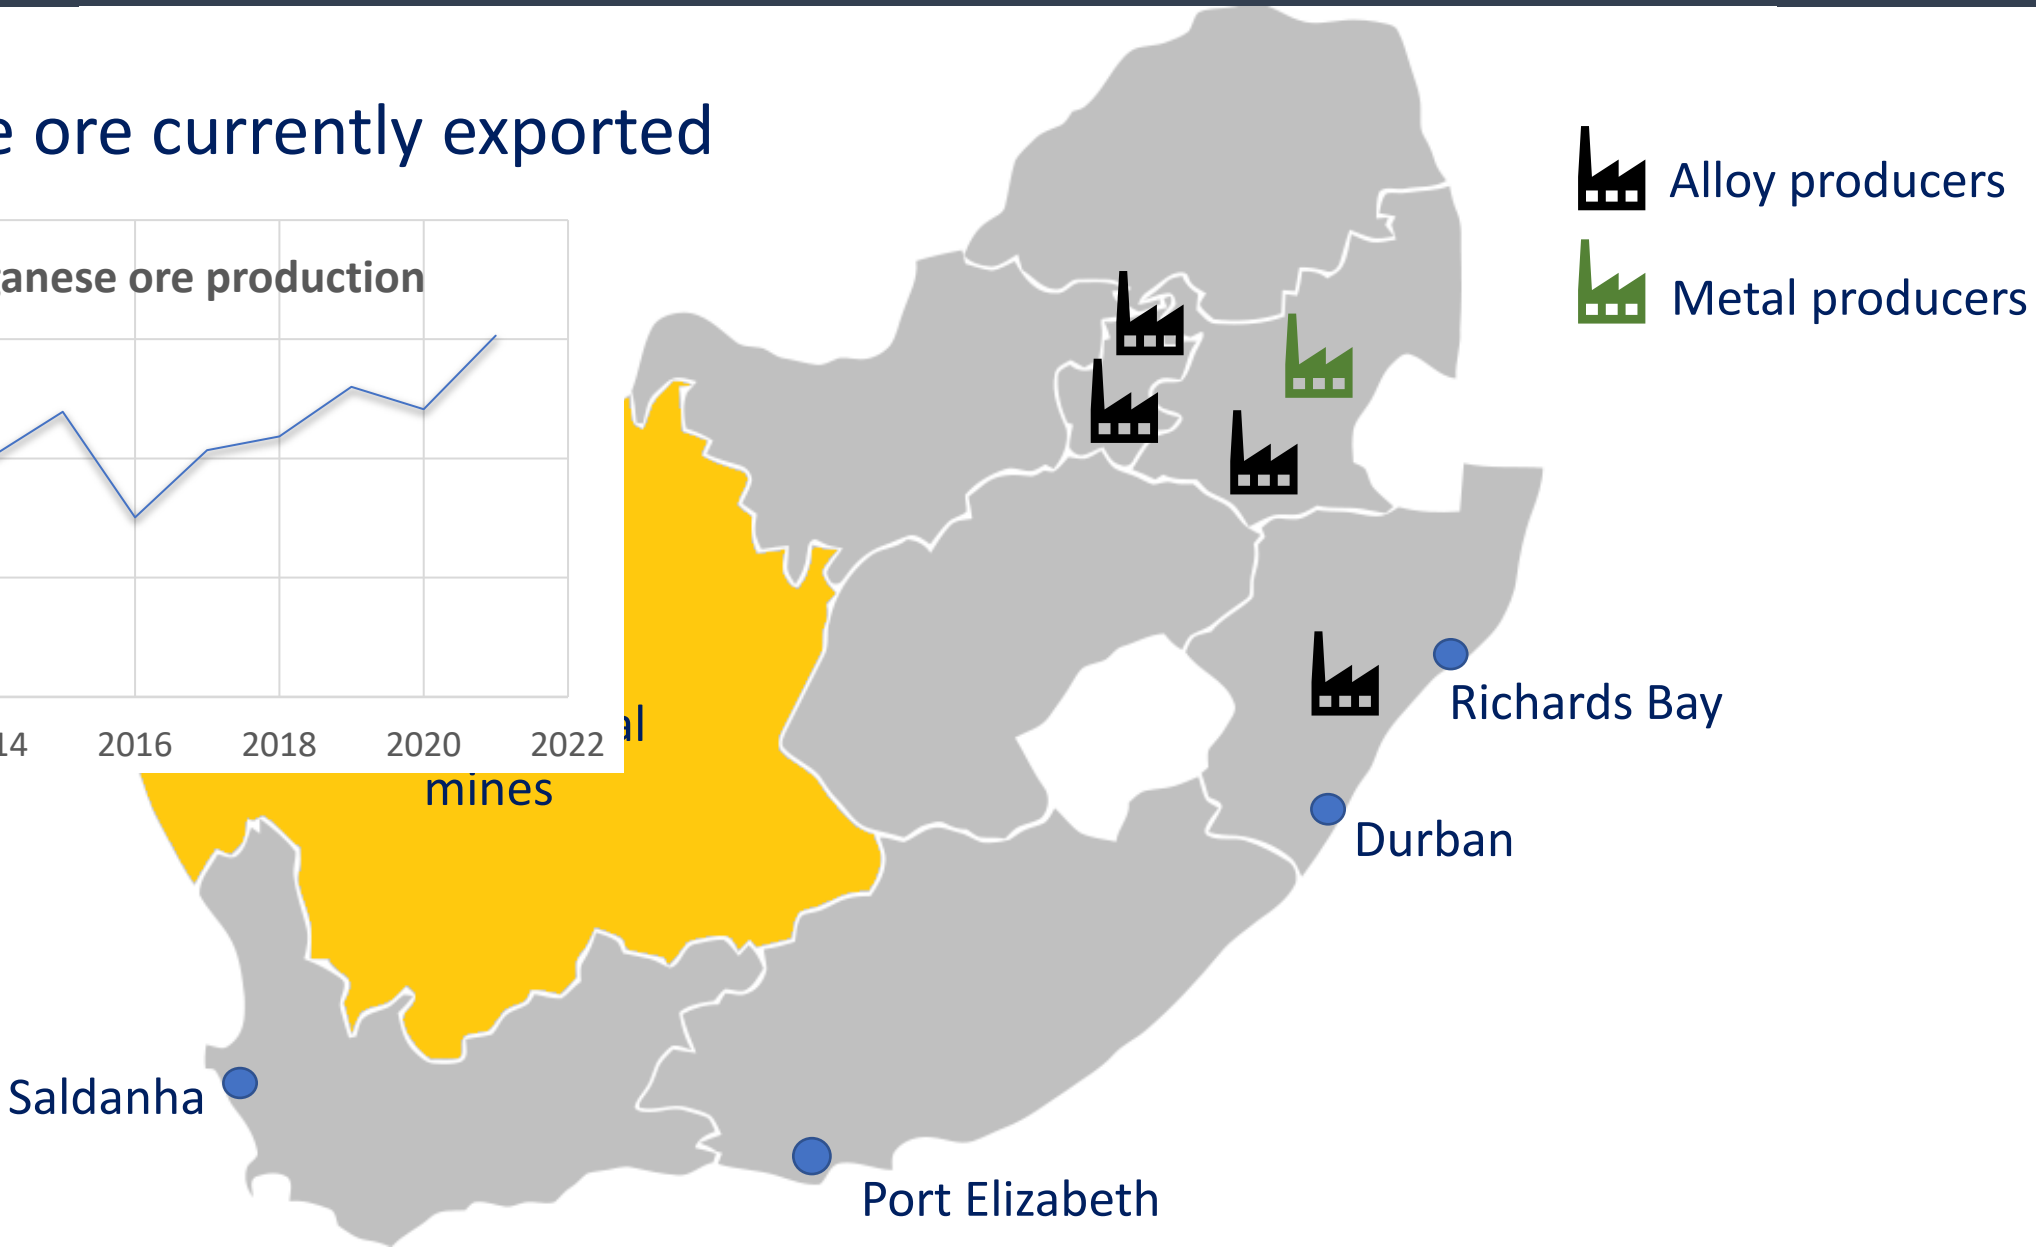 e ore currently exported
Alloy producers
Metal producers
anese ore production
14 2016 2018 2020 2022
al
mines
Richards Bay
Durban
Saldanha
Port Elizabeth